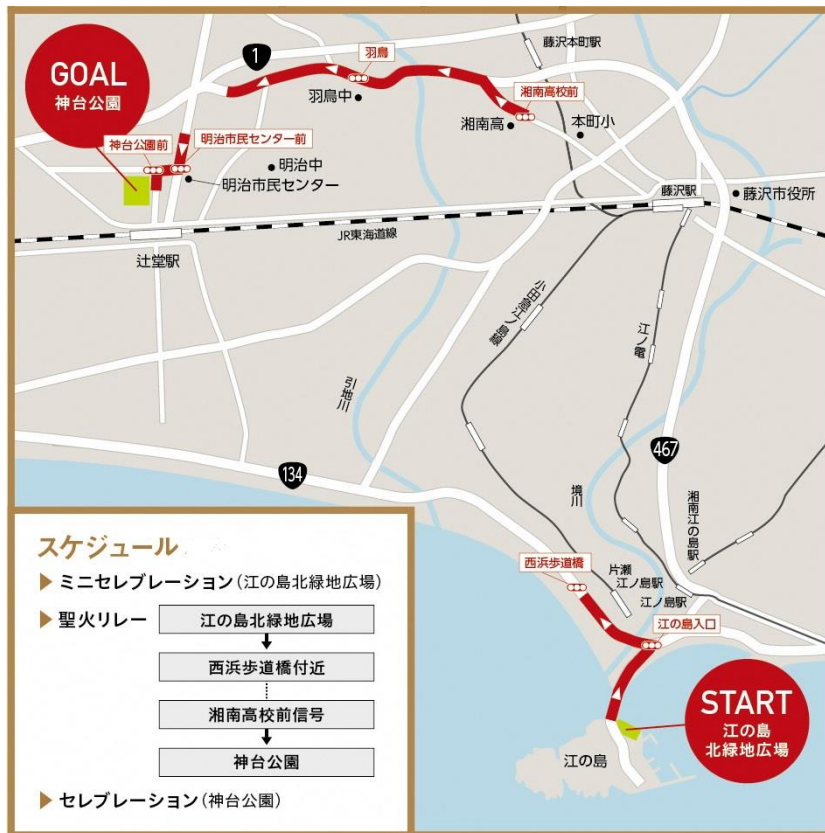 GOAL
神台公園
1
羽鳥
藤沢本町駅
羽鳥中
湘南高校前
湘南高
本町小
神台公園前
明治市民センター前
明治中
明治市民センター
藤沢駅
藤沢市役所
JR東海道線
辻堂駅
小田急江ノ島線
江ノ電
引地川
467
134
境川
湘南江の島駅
西浜歩道橋
片瀬
江ノ島駅
江ノ島駅
江の島入口
START
江の島
北緑地広場
江の島
スケジュール
▶ ミニセレブレーション(江の島北緑地広場)
▶ 聖火リレー
江の島北緑地広場
西浜歩道橋付近
湘南高校前信号
神台公園
▶ セレブレーション(神台公園)